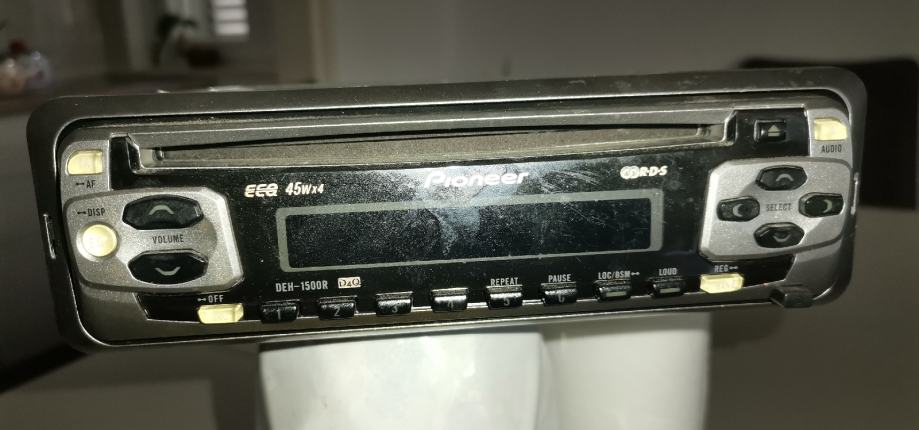 Pioneer
EEQ 45Wx4
R·D·S
AF
AUDIO
DISP
VOLUME
SELECT
DEH-1500R D4Q
REPEAT
PAUSE
LOC/BSM
LOUD
REG
OFF
1 2 3 4 5 6